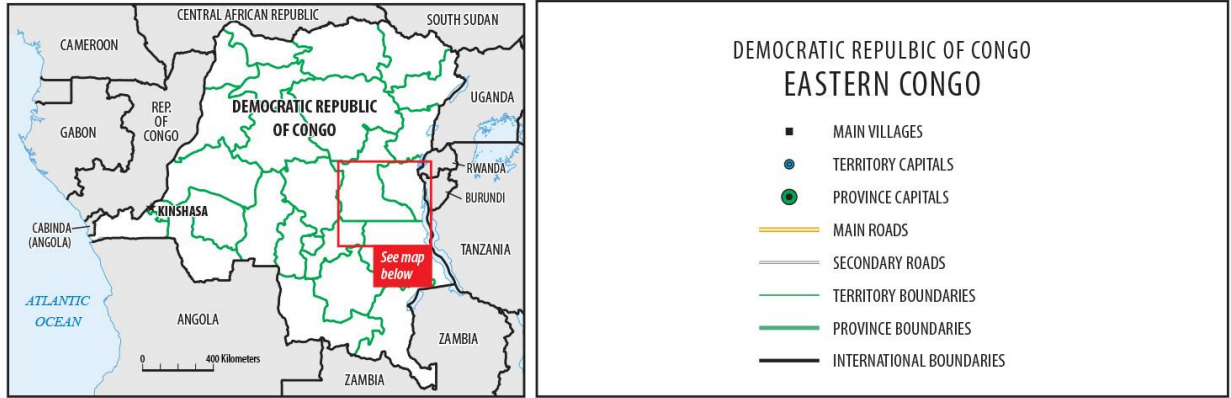 CENTRAL AFRICAN REPUBLIC
SOUTH SUDAN
CAMEROON
UGANDA
REP.
OF
CONGO
DEMOCRATIC REPUBLIC
OF CONGO
GABON
RWANDA
BURUNDI
KINSHASA
CABINDA
(ANGOLA)
TANZANIA
See map
below
ATLANTIC
OCEAN
ANGOLA
ZAMBIA
0 400 Kilometers
ZAMBIA
DEMOCRATIC REPULBIC OF CONGO
EASTERN CONGO
MAIN VILLAGES
TERRITORY CAPITALS
PROVINCE CAPITALS
MAIN ROADS
SECONDARY ROADS
TERRITORY BOUNDARIES
PROVINCE BOUNDARIES
INTERNATIONAL BOUNDARIES